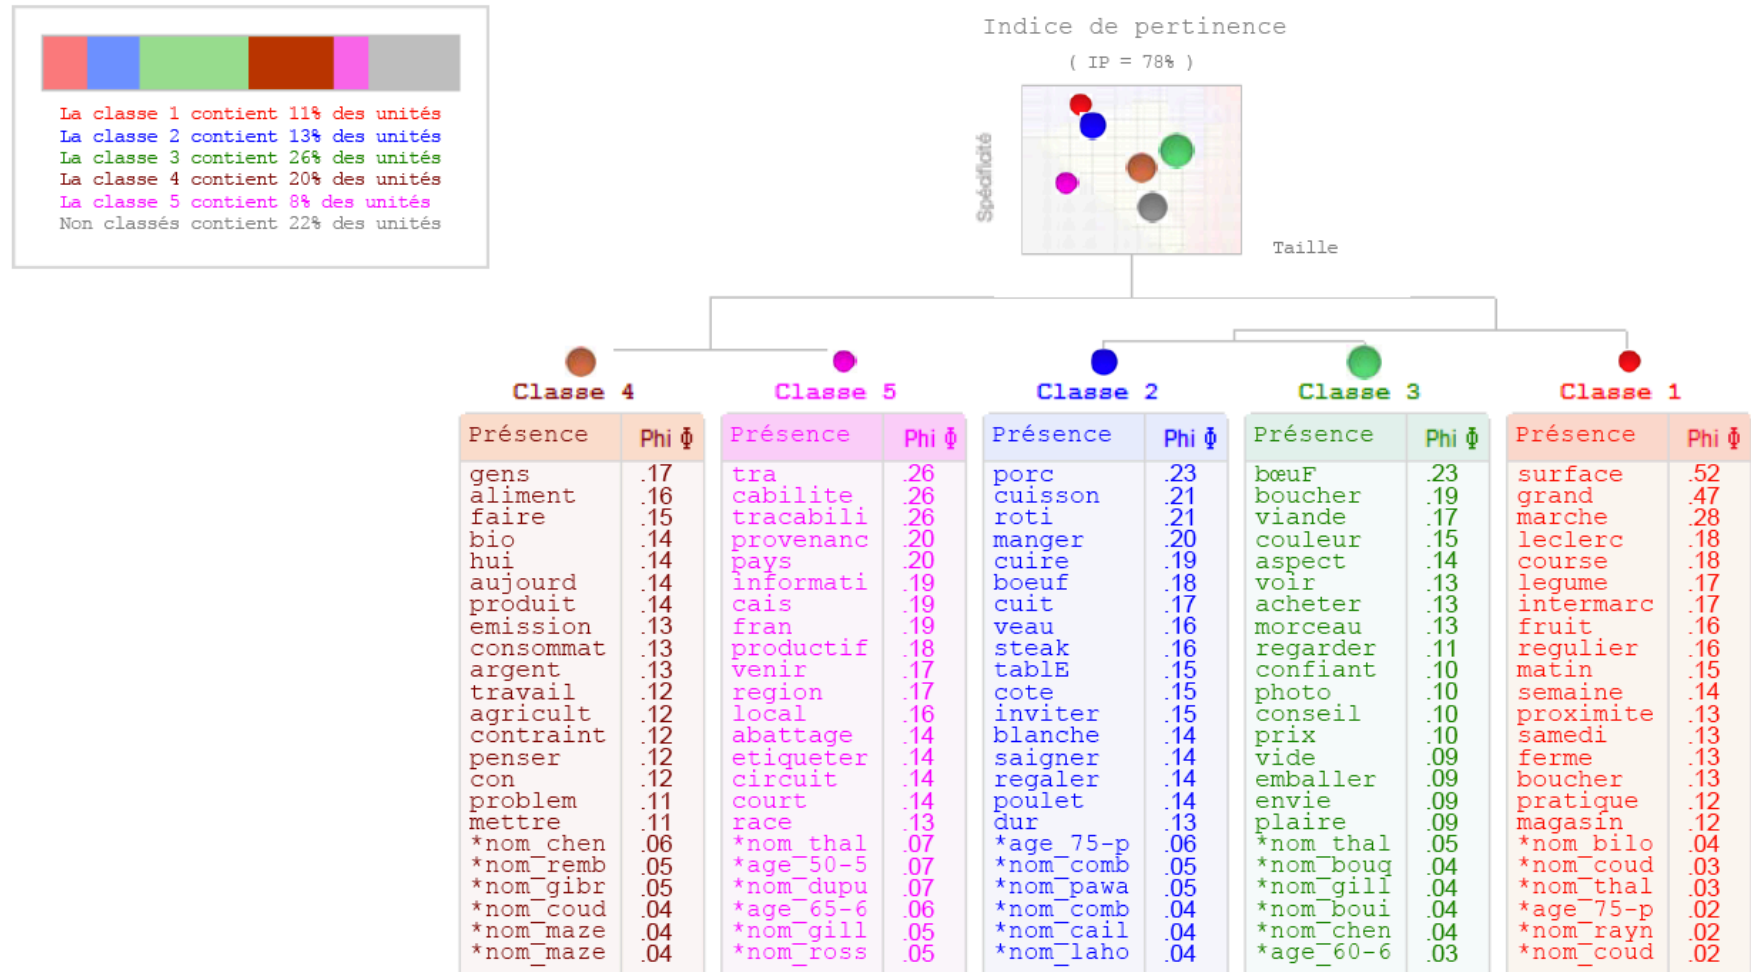 Indice de pertinence
( IP = 78% )
La classe 1 contient 11% des unités
La classe 2 contient 13% des unités
La classe 3 contient 26% des unités
La classe 4 contient 20% des unités
La classe 5 contient 8% des unités
Non classés contient 22% des unités
Spécificité
Taille
Classe 4
Présence Phi Φ
gens .17
aliment .16
faire .15
bio .14
hui .14
aujourd .14
produit .14
emission .13
consommat .13
argent .13
travail .12
agricult .12
contraint .12
penser .12
con .12
problem .11
mettre .11
*nom_chen .06
*nom_remb .05
*nom_gibr .05
*nom_coud .04
*nom_maze .04
*nom_maze .04
Classe 5
Présence Phi Φ
tra .26
cabilite .26
tracabili .26
provenanc .20
pays .20
informati .19
cais .19
fran .19
productif .18
venir .17
region .17
local .16
abattage .14
etiqueter .14
circuit .14
court .14
race .13
*nom_thal .07
*age_50-5 .07
*nom_dupu .07
*age_65-6 .06
*nom_gill .05
*nom_ross .05
Classe 2
Présence Phi Φ
porc .23
cuisson .21
roti .21
manger .20
cuire .19
boeuf .18
cuit .17
veau .16
steak .16
tablE .15
cote .15
inviter .15
blanche .14
saigner .14
regaler .14
poulet .14
dur .13
*age_75-p .06
*nom_comb .05
*nom_pawa .05
*nom_comb .04
*nom_cail .04
*nom_laho .04
Classe 3
Présence Phi Φ
bœuF .23
boucher .19
viande .17
couleur .15
aspect .14
voir .13
acheter .13
morceau .13
regarder .11
confiant .10
photo .10
conseil .10
prix .10
vide .09
emballer .09
envie .09
plaire .09
*nom_thal .05
*nom_bouq .04
*nom_gill .04
*nom_boui .04
*nom_chen .04
*age_60-6 .03
Classe 1
Présence Phi Φ
surface .52
grand .47
marche .28
leclerc .18
course .18
legume .17
intermarc .17
fruit .16
regulier .16
matin .15
semaine .14
proximite .13
samedi .13
ferme .13
boucher .13
pratique .12
magasin .12
*nom_bilo .04
*nom_coud .03
*nom_thal .03
*age_75-p .02
*nom_rayn .02
*nom_coud .02